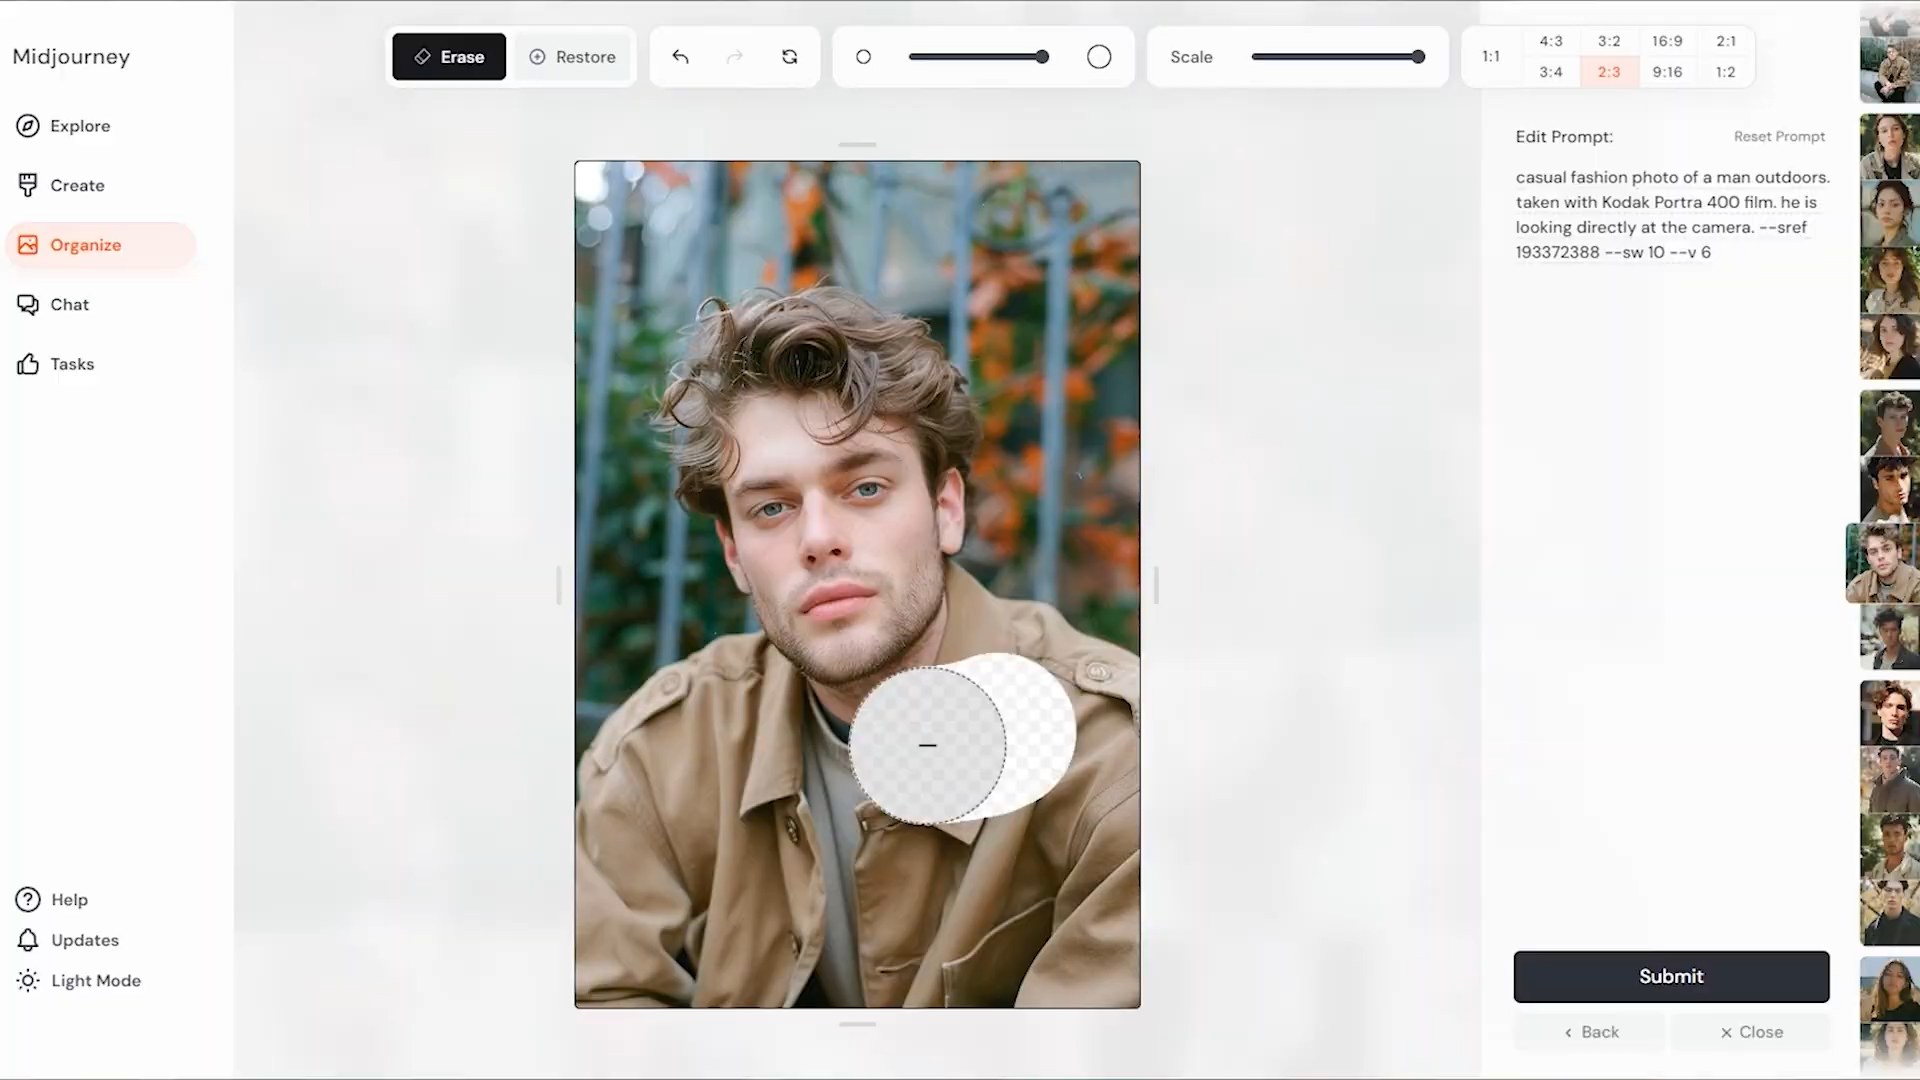 Midjourney
Explore
Create
Organize
Chat
Tasks
Help
Updates
Light Mode
Erase
Restore
Scale
1:1
4:3
3:2
16:9
2:1
3:4
2:3
9:16
1:2
Edit Prompt:
Reset Prompt
casual fashion photo of a man outdoors.
taken with Kodak Portra 400 film. he is
looking directly at the camera. --sref
193372388 --sw 10 --v 6
Submit
Back
Close